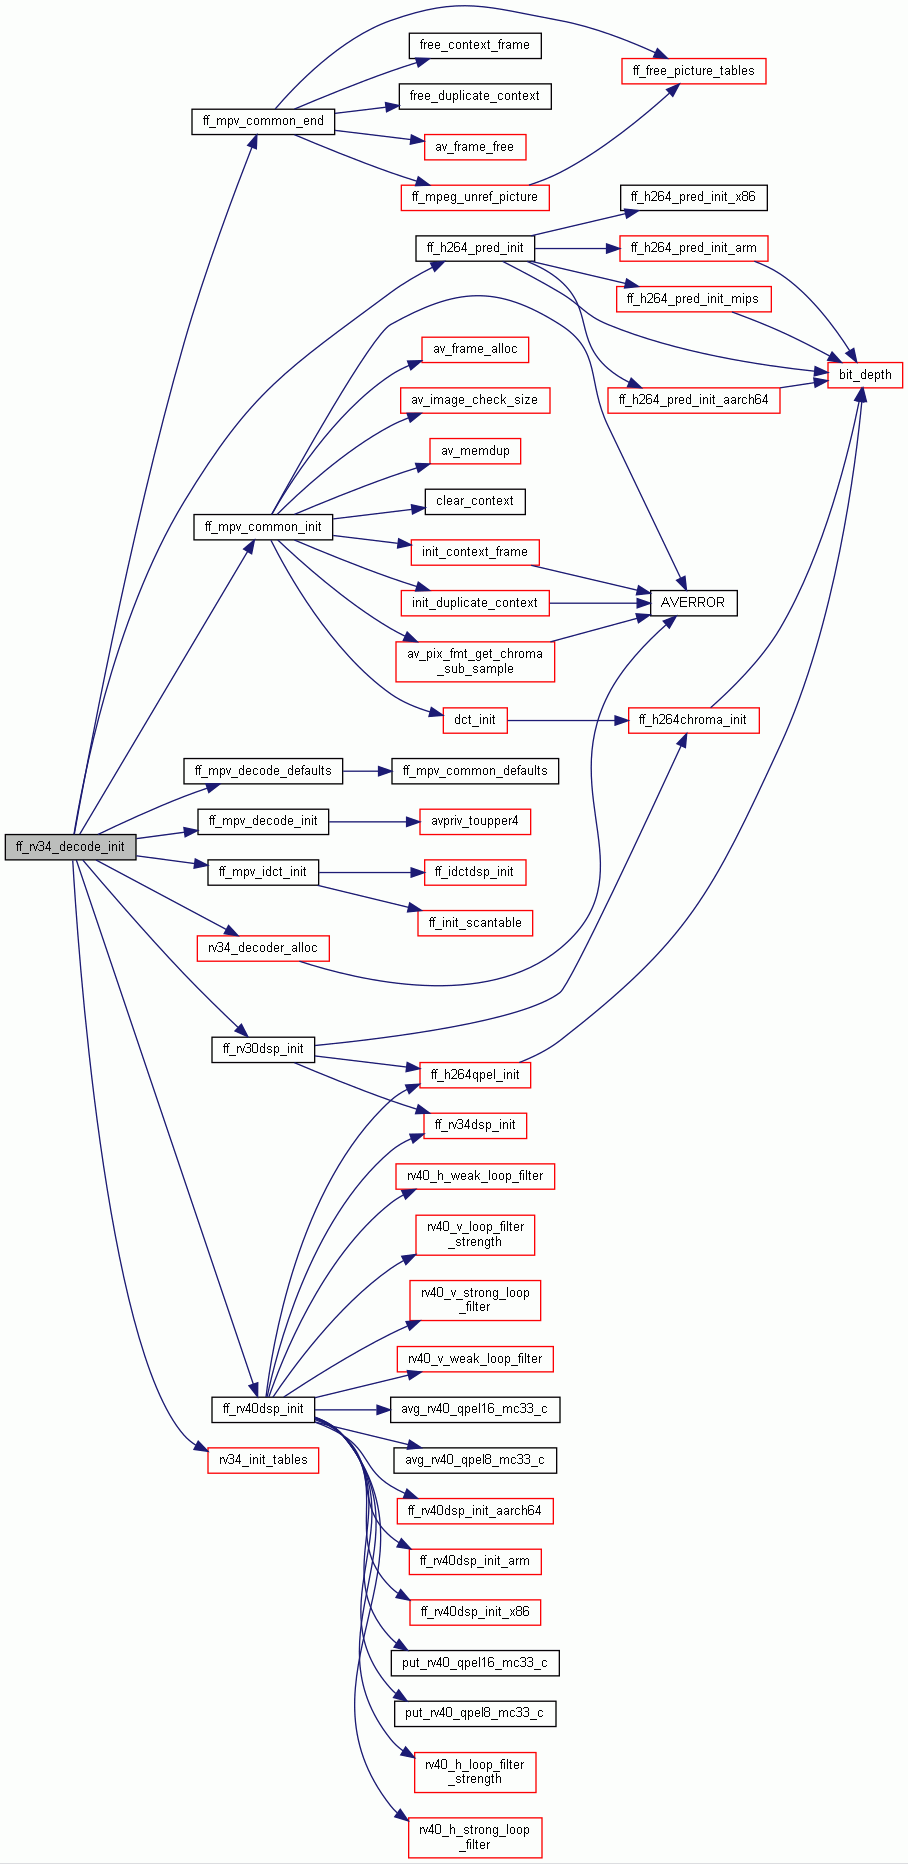 free_context_frame
ff_free_picture_tables
free_duplicate_context
ff_mpv_common_end
av_frame_free
ff_mpeg_unref_picture
ff_h264_pred_init_x86
ff_h264_pred_init
ff_h264_pred_init_arm
ff_h264_pred_init_mips
av_frame_alloc
bit_depth
av_image_check_size
ff_h264_pred_init_aarch64
av_memdup
clear_context
ff_mpv_common_init
init_context_frame
init_duplicate_context
AVERROR
av_pix_fmt_get_chroma
_sub_sample
dct_init
ff_h264chroma_init
ff_mpv_decode_defaults
ff_mpv_common_defaults
ff_mpv_decode_init
avpriv_toupper4
ff_rv34_decode_init
ff_mpv_idct_init
ff_idctdsp_init
ff_init_scantable
rv34_decoder_alloc
ff_rv30dsp_init
ff_h264qpel_init
ff_rv34dsp_init
rv40_h_weak_loop_filter
rv40_v_loop_filter
_strength
rv40_v_strong_loop
_filter
rv40_v_weak_loop_filter
ff_rv40dsp_init
avg_rv40_qpel16_mc33_c
rv34_init_tables
avg_rv40_qpel8_mc33_c
ff_rv40dsp_init_aarch64
ff_rv40dsp_init_arm
ff_rv40dsp_init_x86
put_rv40_qpel16_mc33_c
put_rv40_qpel8_mc33_c
rv40_h_loop_filter
_strength
rv40_h_strong_loop
_filter